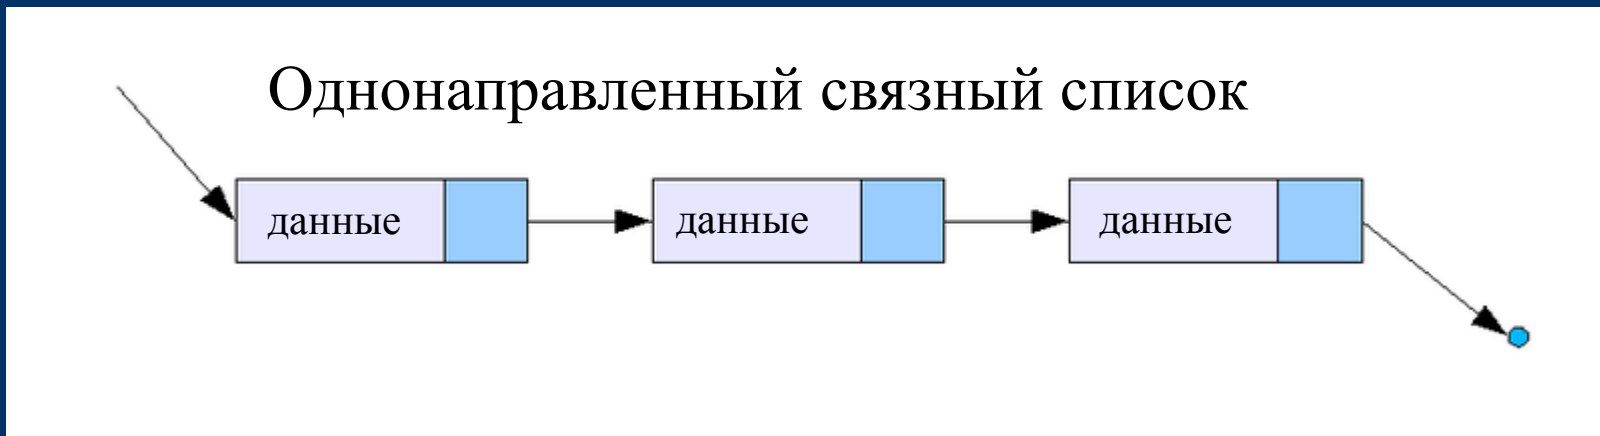 Однонаправленный связный список
данные данные данные